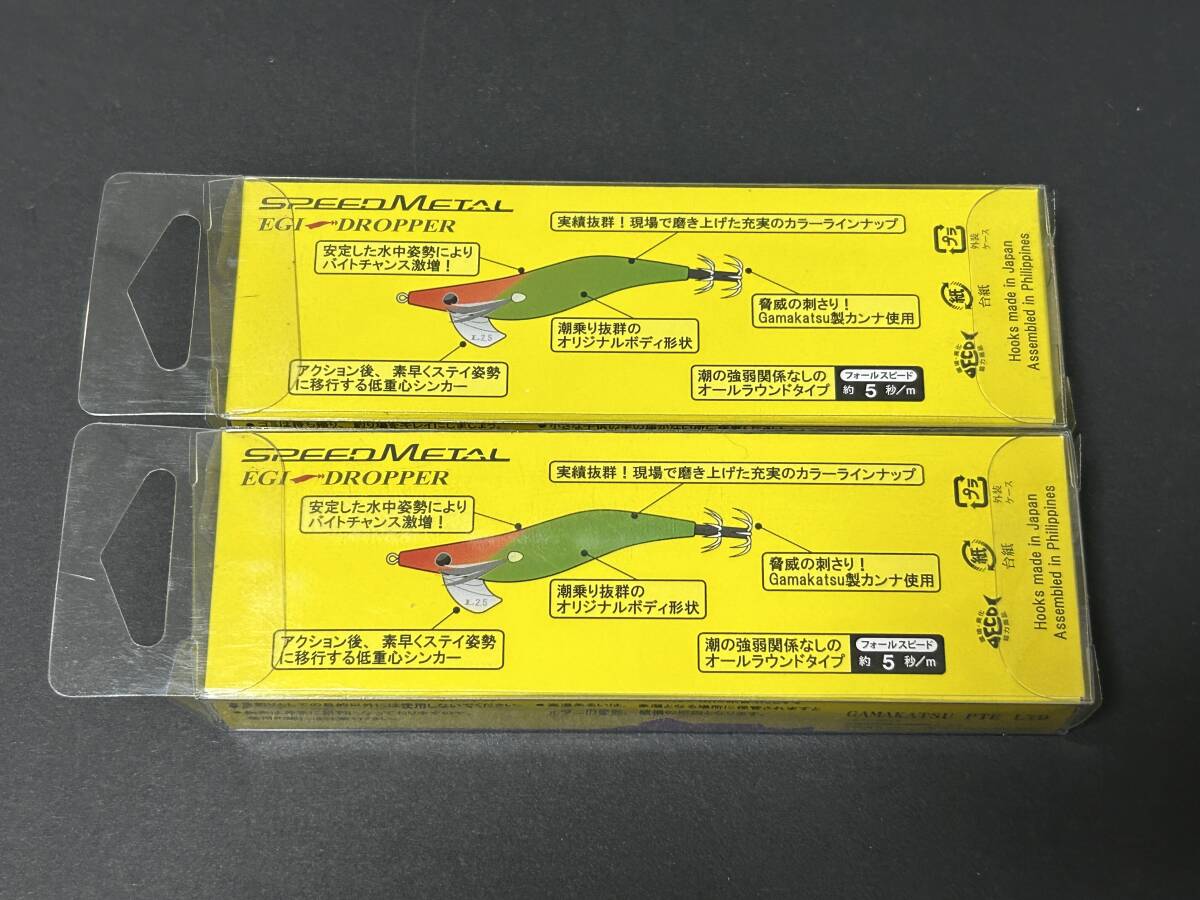 SPEED METAL
EGI DROPPER
実績抜群!現場で磨き上げた充実のカラーラインナップ
安定した水中姿勢により
バイトチャンス激増!
脅威の刺さり!
Gamakatsu製カンナ使用
潮乗り抜群の
オリジナルボディ形状
2.5
アクション後、素早くステイ姿勢
に移行する低重心シンカー
潮の強弱関係なしの
オールラウンドタイプ
フォールスピード
約 5 秒/m
プラ
外装
ケース
紙
台紙
ECO
Hooks made in Japan
Assembled in Philippines
SPEED METAL
EGI DROPPER
実績抜群!現場で磨き上げた充実のカラーラインナップ
安定した水中姿勢により
バイトチャンス激増!
脅威の刺さり!
Gamakatsu製カンナ使用
潮乗り抜群の
オリジナルボディ形状
2.5
アクション後、素早くステイ姿勢
に移行する低重心シンカー
潮の強弱関係なしの
オールラウンドタイプ
フォールスピード
約 5 秒/m
プラ
外装
ケース
紙
台紙
ECO
Hooks made in Japan
Assembled in Philippines
GAMAKATSU PTE LTD